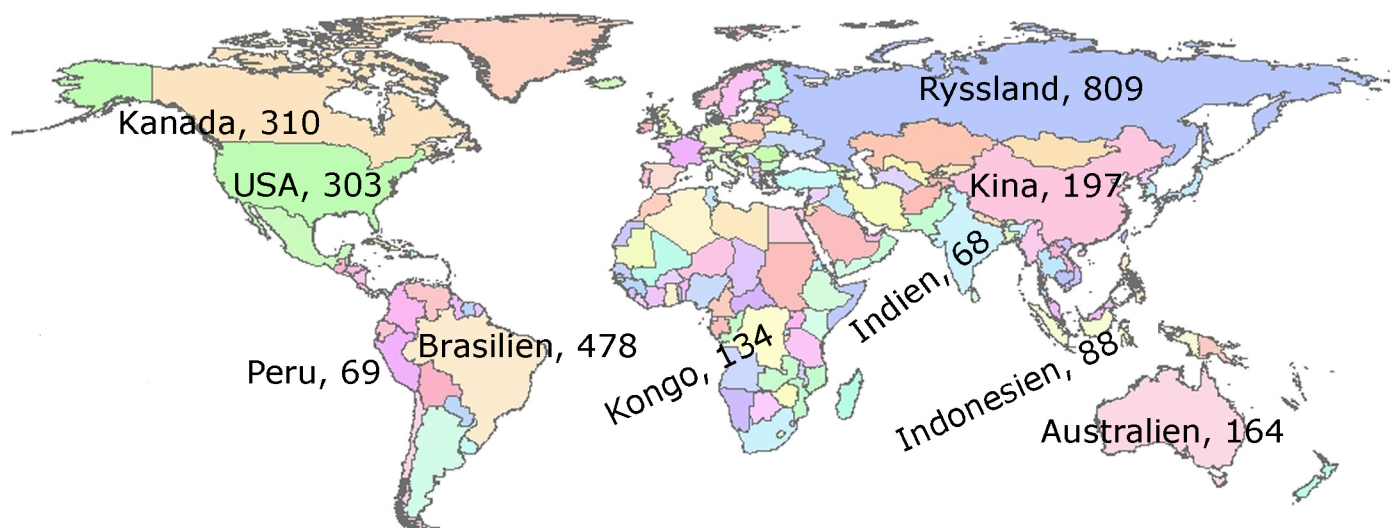 Ryssland, 809
Kanada, 310
USA, 303
Kina, 197
Indien, 68
Brasilien, 478
Peru, 69
Kongo, 134
Indonesien, 88
Australien, 164